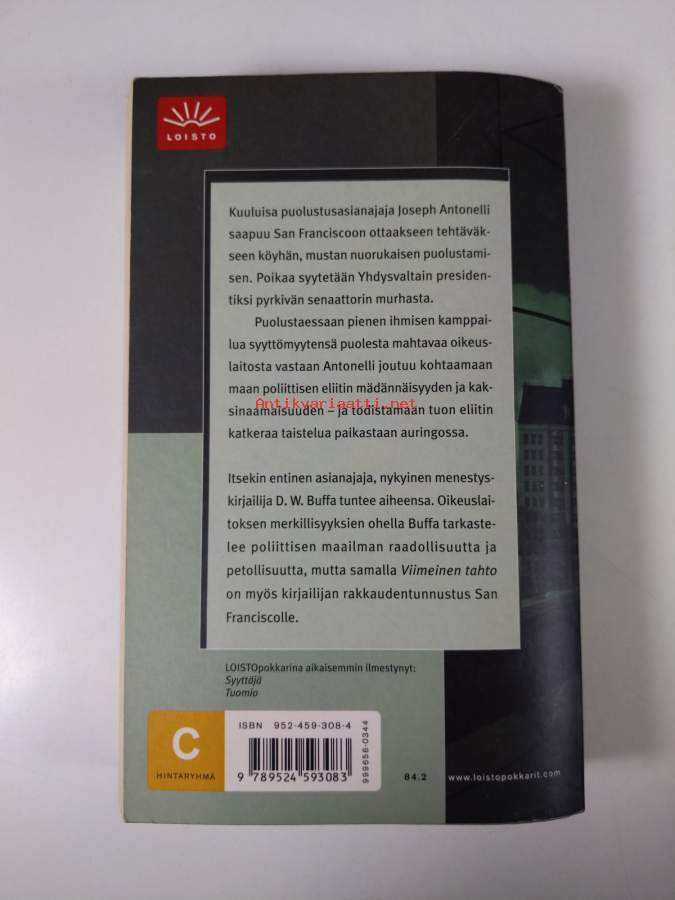 LOISTO
Kuuluisa puolustusasianajaja Joseph Antonelli
saapuu San Franciscoon ottaakseen tehtäväk-
seen köyhän, mustan nuorukaisen puolustami-
sen. Poikaa syytetään Yhdysvaltain presiden-
tiksi pyrkivän senaattorin murhasta.
Puolustaessaan pienen ihmisen kamppai-
lua syyttömyytensä puolesta mahtavaa oikeus-
laitosta vastaan Antonelli joutuu kohtaamaan
maan poliittisen eliitin mädännäisyyden ja kak-
sinaamaisuuden – ja todistamaan tuon eliitin
katkeraa taistelua paikastaan auringossa.
Antikvariaatti.net
Itsekin entinen asianajaja, nykyinen menestys-
kirjailija D. W. Buffa tuntee aiheensa. Oikeuslai-
toksen merkillisyyksien ohella Buffa tarkaste-
lee poliittisen maailman raadollisuutta ja
petollisuutta, mutta samalla Viimeinen tahto
on myös kirjailijan rakkaudentunnustus San
Franciscolle.
LOISTOpokkarina aikaisemmin ilmestynyt:
Syyttäjä
Tuomio
C
HINTARYHMÄ
ISBN 952-459-308-4
9 789524 593083
999656-0344
84.2
www.loistopokkarit.com